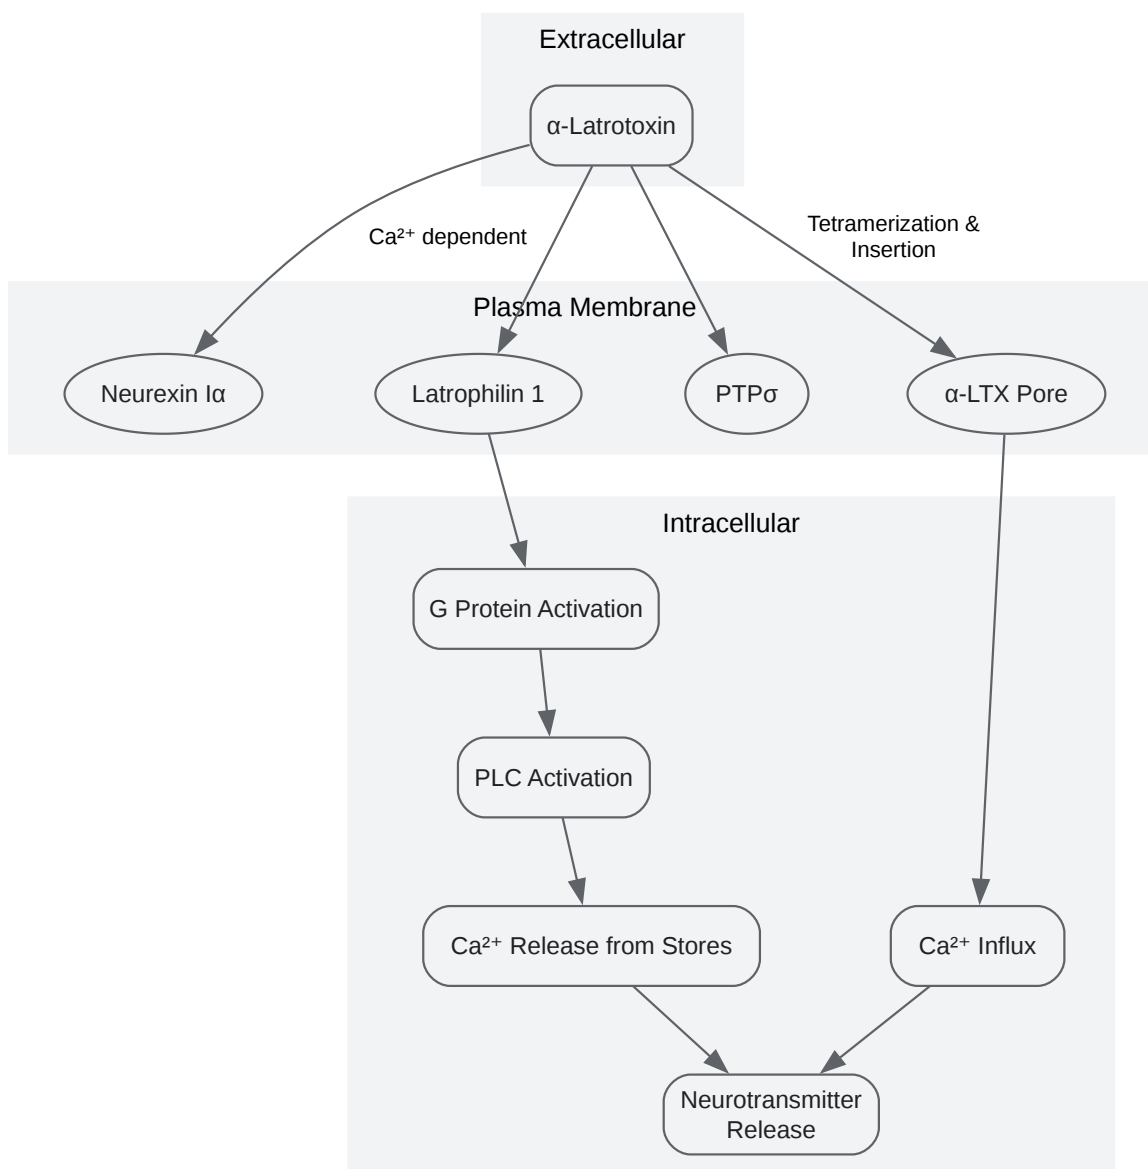 Extracellular
α-Latrotoxin
Ca²⁺ dependent
Tetramerization &
Insertion
Plasma Membrane
Neurexin Iα
Latrophilin 1
PTPσ
α-LTX Pore
Intracellular
G Protein Activation
PLC Activation
Ca²⁺ Release from Stores
Ca²⁺ Influx
Neurotransmitter
Release